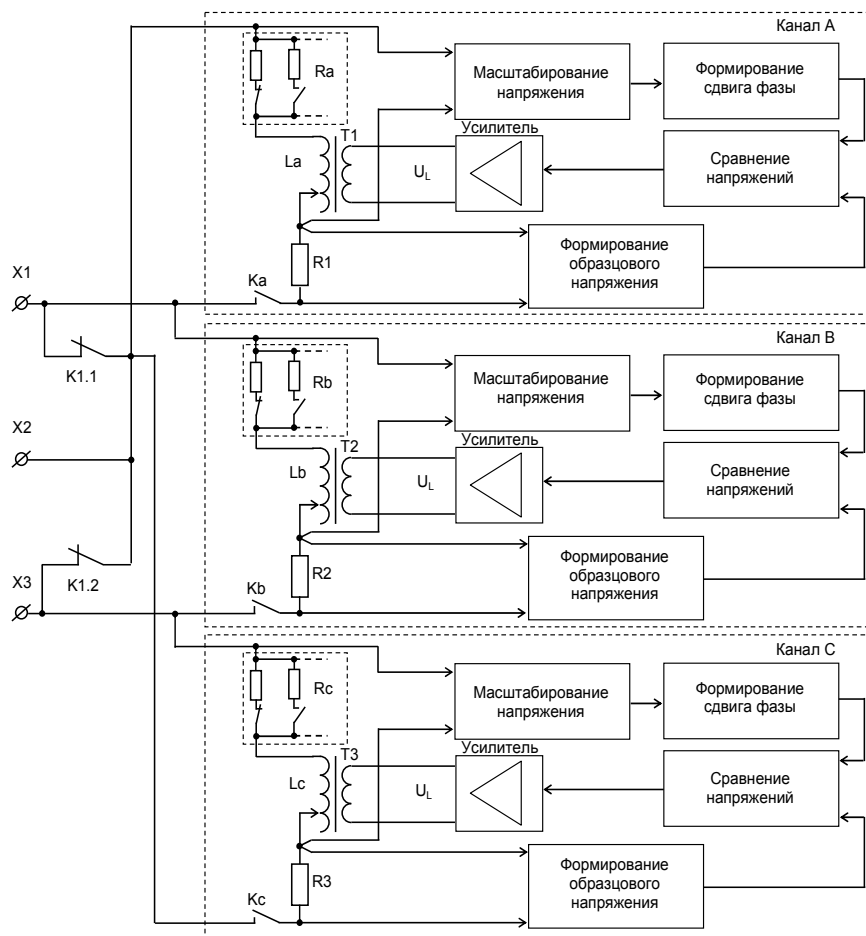 Канал А
Ra
Масштабирование
напряжения
Формирование
сдвига фазы
T1
Усилитель
La
U_L
Сравнение
напряжений
R1
Формирование
образцового
напряжения
X1
Ka
K1.1
Канал В
Rb
Масштабирование
напряжения
Формирование
сдвига фазы
X2
T2
Усилитель
Lb
U_L
Сравнение
напряжений
R2
Формирование
образцового
напряжения
K1.2
X3
Kb
Канал С
Rc
Масштабирование
напряжения
Формирование
сдвига фазы
T3
Усилитель
Lc
U_L
Сравнение
напряжений
R3
Формирование
образцового
напряжения
Kc